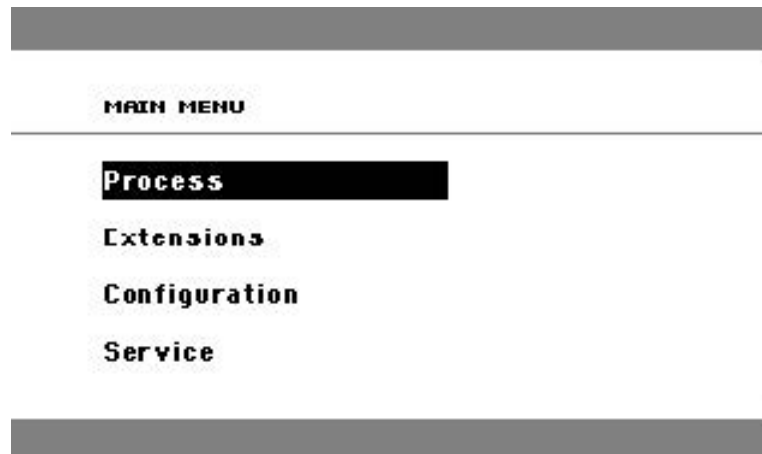 MAIN MENU
Process
Extensions
Configuration
Service